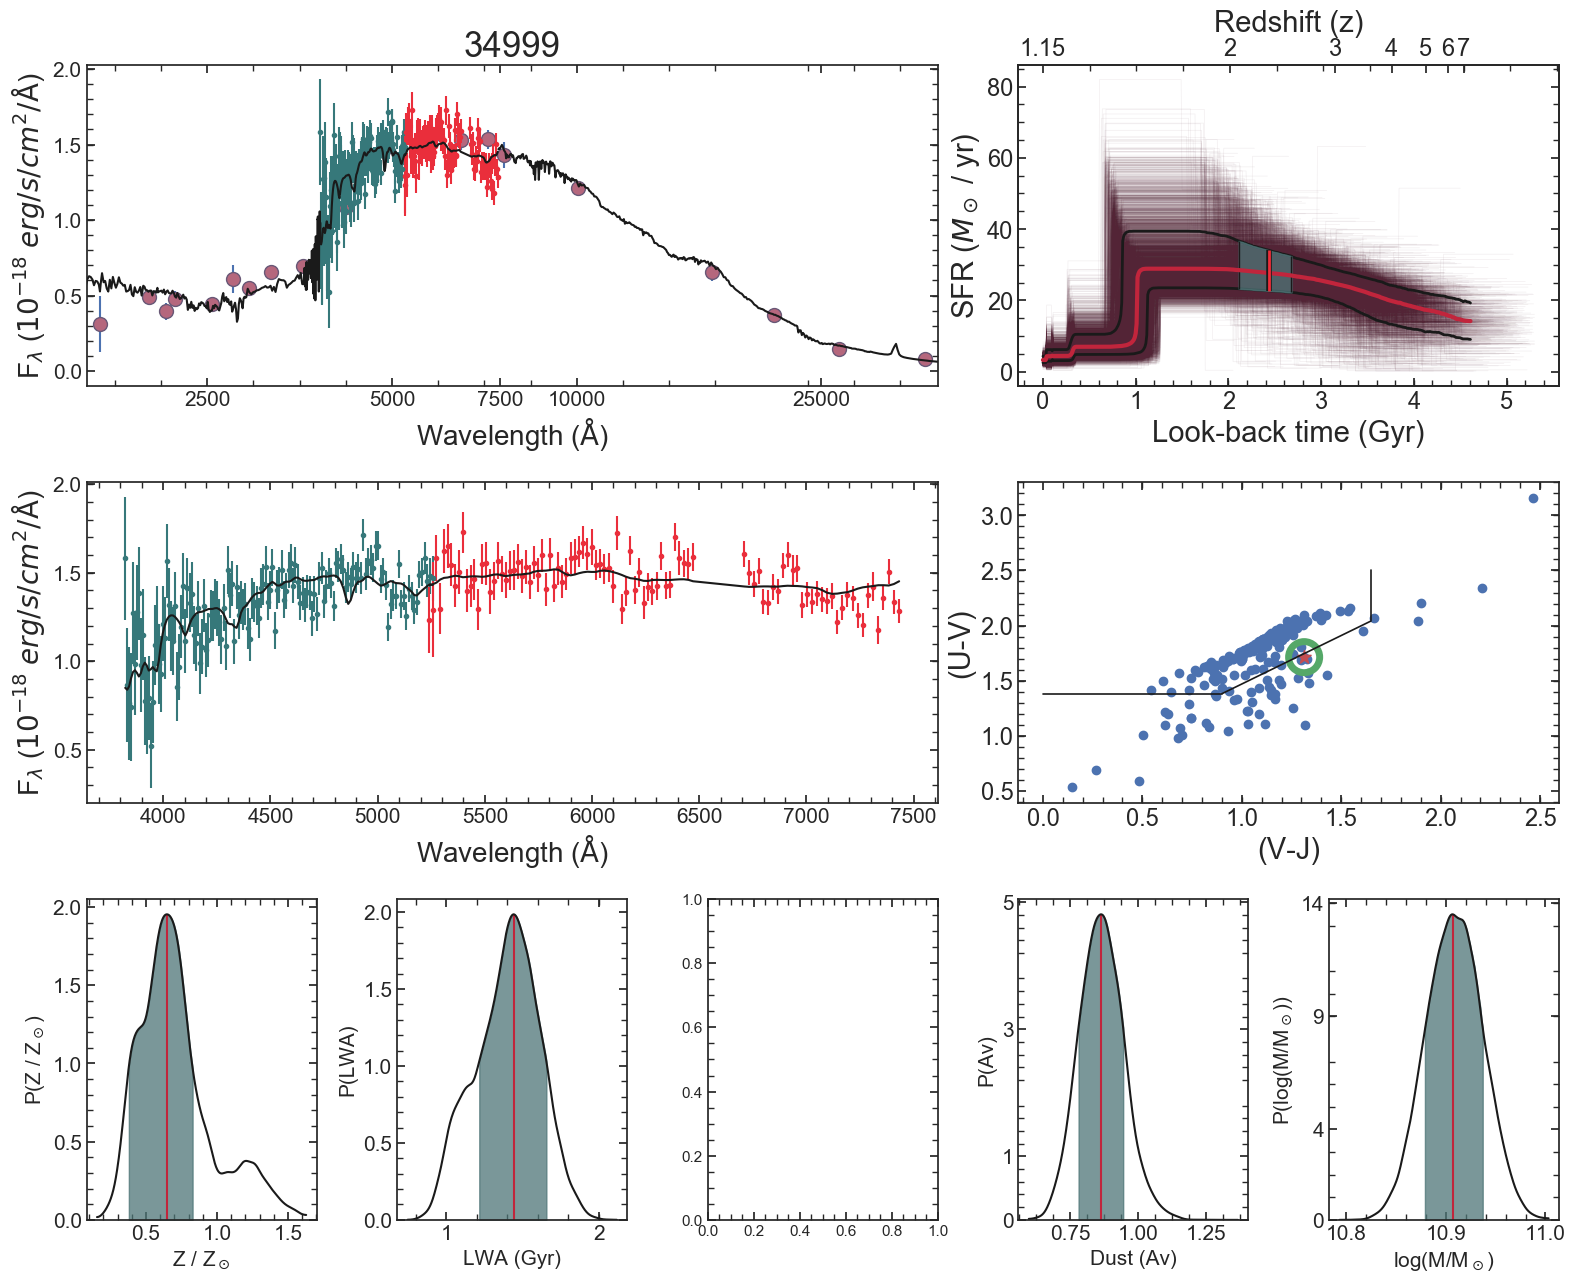 34999
2.0
1.5
1.0
0.5
0.0
F_λ (10^−18 erg/s/cm^2/Å)
2500 5000 7500 10000 25000
Wavelength (Å)
Redshift (z)
1.15 2 3 4 5 6 7
80
60
40
20
0
SFR (M_⊙ / yr)
0 1 2 3 4 5
Look-back time (Gyr)
2.0
1.5
1.0
0.5
F_λ (10^−18 erg/s/cm^2/Å)
4000 4500 5000 5500 6000 6500 7000 7500
Wavelength (Å)
3.0
2.5
2.0
1.5
1.0
0.5
(U-V)
0.0 0.5 1.0 1.5 2.0 2.5
(V-J)
2.0
1.5
1.0
0.5
0.0
P(Z / Z_⊙)
0.5 1.0 1.5
Z / Z_⊙
2.0
1.5
1.0
0.5
0.0
P(LWA)
1 2
LWA (Gyr)
1.0
0.8
0.6
0.4
0.2
0.0
0.0 0.2 0.4 0.6 0.8 1.0
5
3
1
0
P(Av)
0.75 1.00 1.25
Dust (Av)
14
9
4
0
P(log(M/M_⊙))
10.8 10.9 11.0
log(M/M_⊙)